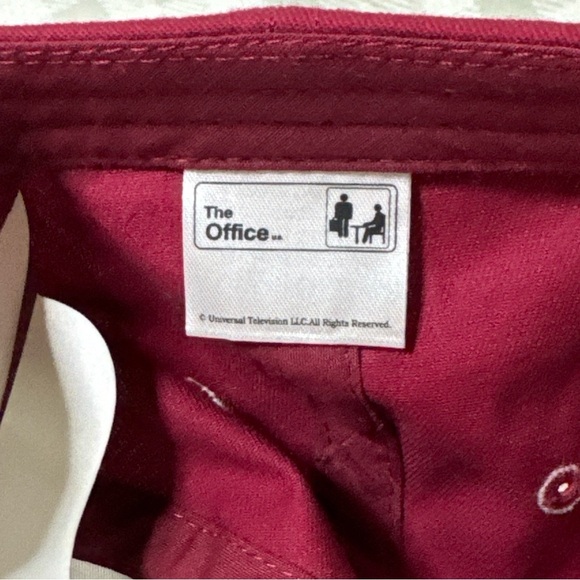 The
Office
© Universal Television LLC.All Rights Reserved.